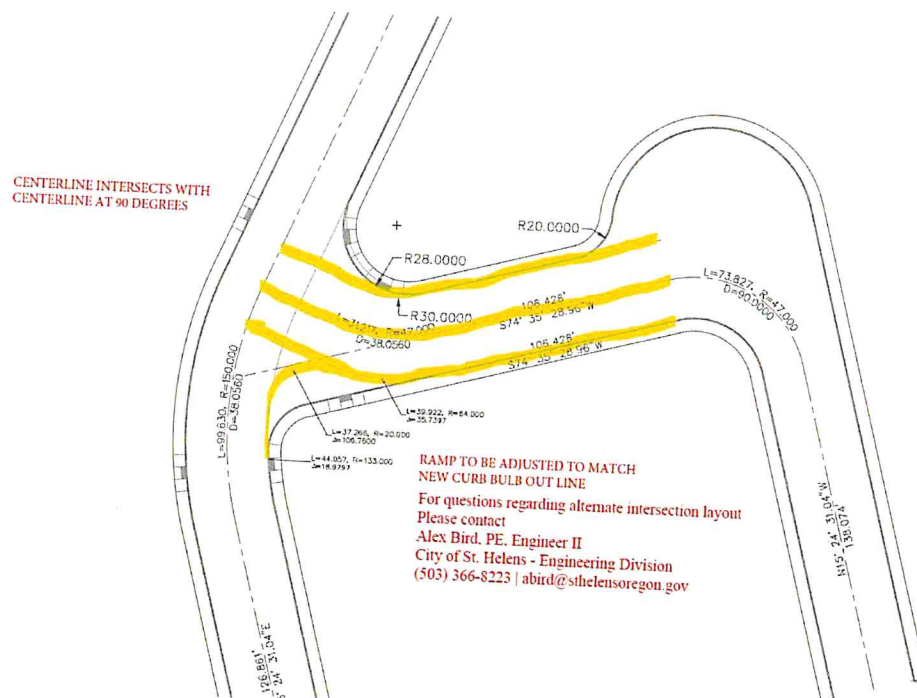 CENTERLINE INTERSECTS WITH
CENTERLINE AT 90 DEGREES
R20.0000
R28.0000
R30.0000
L=73.827, R=47.000
D=90.0000
106.428'
S74° 35' 28.96"W
R=47.000
D=38.0560
106.428'
S74° 35' 28.96"W
L=99.630, R=150.000
D=38.0560
L=39.922, R=64.000
D=35.7397
L=37.266, R=20.000
D=106.7600
L=44.057, R=133.000
D=18.9797
RAMP TO BE ADJUSTED TO MATCH
NEW CURB BULB OUT LINE
For questions regarding alternate intersection layout
Please contact
Alex Bird, PE, Engineer II
City of St. Helens - Engineering Division
(503) 366-8223 | abird@sthelensoregon.gov
N15° 24' 31.04"W
138.074'
126.861'
24' 31.04"E